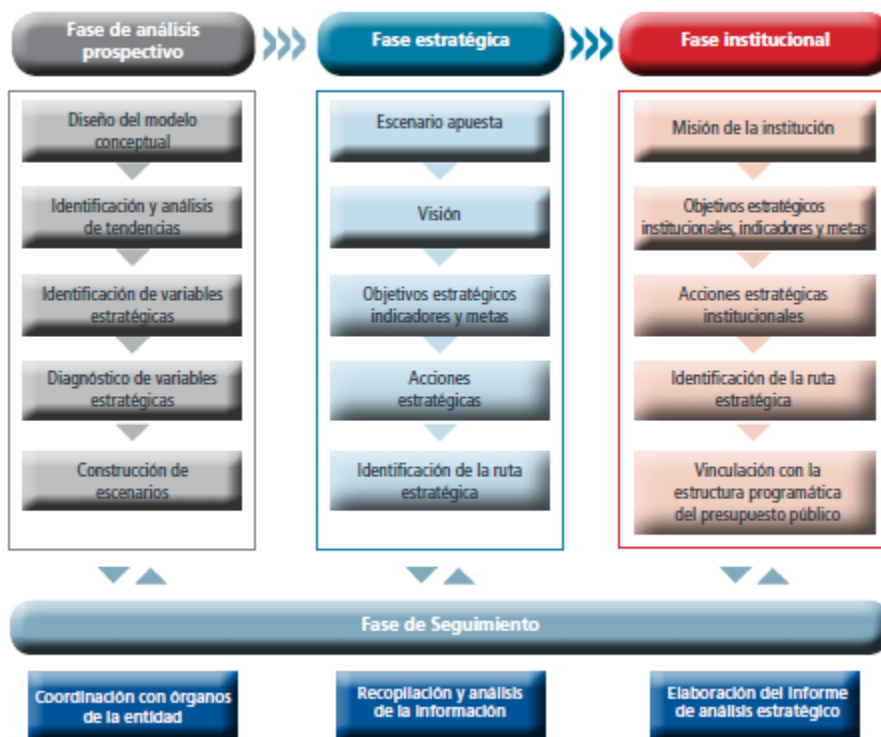 Fase de análisis
prospectivo
Fase estratégica
Fase institucional
Diseño del modelo
conceptual
Identificación y análisis
de tendencias
Identificación de variables
estratégicas
Diagnóstico de variables
estratégicas
Construcción de
escenarios
Escenario apuesta
Visión
Objetivos estratégicos
indicadores y metas
Acciones
estratégicas
Identificación de la ruta
estratégica
Misión de la institución
Objetivos estratégicos
institucionales, indicadores y metas
Acciones estratégicas
institucionales
Identificación de la ruta
estratégica
Vinculación con la
estructura programática
del presupuesto público
Fase de Seguimiento
Coordinación con órganos
de la entidad
Recopilación y análisis
de la información
Elaboración del informe
de análisis estratégico